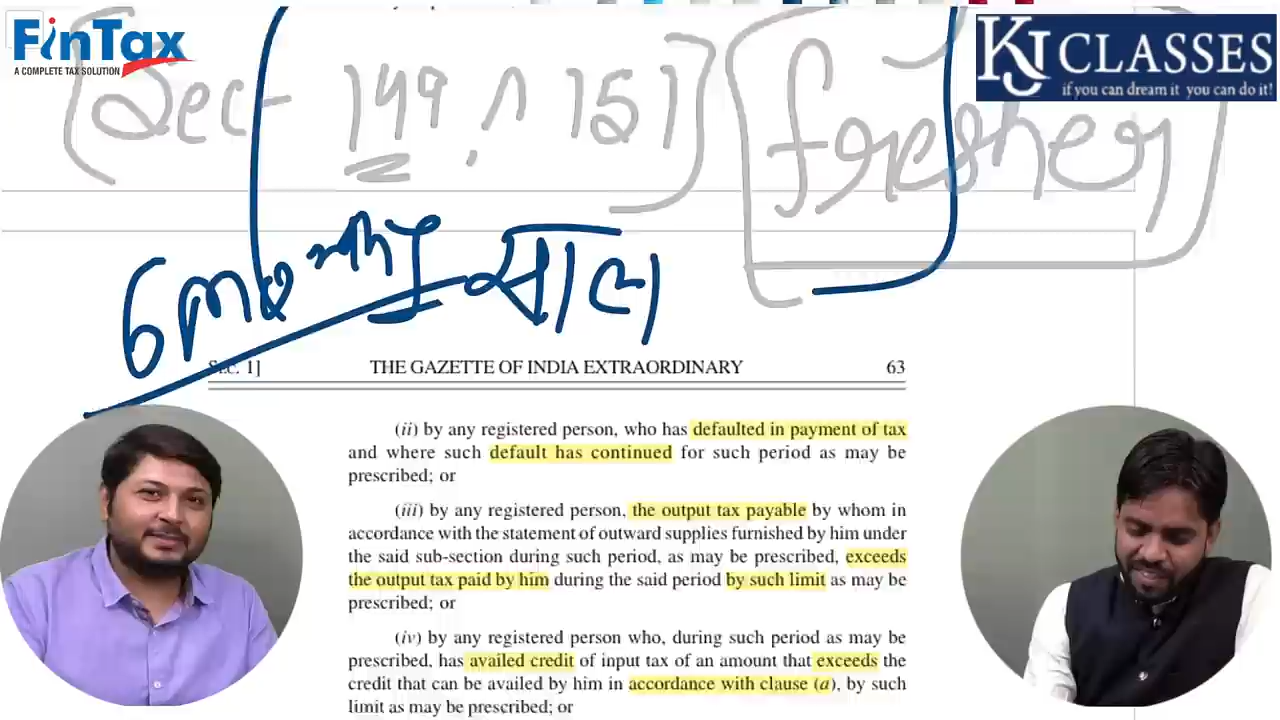 FinTax
A COMPLETE TAX SOLUTION
KJ CLASSES
if you can dream it you can do it!
Sec- 149, 151
fresher
6
साल
Sec. 1] THE GAZETTE OF INDIA EXTRAORDINARY 63
(ii) by any registered person, who has defaulted in payment of tax
and where such default has continued for such period as may be
prescribed; or
(iii) by any registered person, the output tax payable by whom in
accordance with the statement of outward supplies furnished by him under
the said sub-section during such period, as may be prescribed, exceeds
the output tax paid by him during the said period by such limit as may be
prescribed; or
(iv) by any registered person who, during such period as may be
prescribed, has availed credit of input tax of an amount that exceeds the
credit that can be availed by him in accordance with clause (a), by such
limit as may be prescribed; or